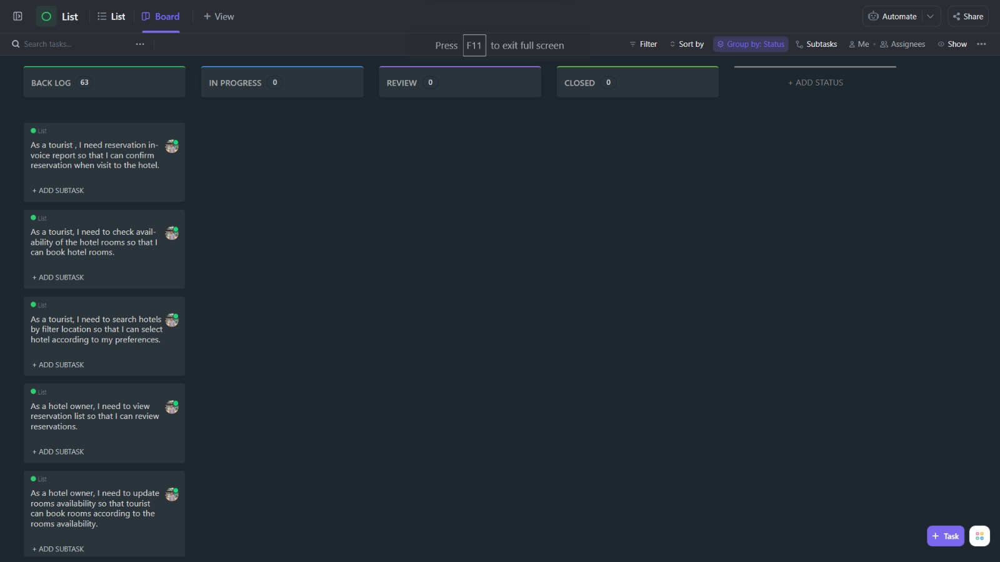 List
List
Board
+ View
Automate
Share
Search tasks...
Press F11 to exit full screen
Filter
Sort by
Group by: Status
Subtasks
Me
Assignees
Show
BACK LOG 63
IN PROGRESS 0
REVIEW 0
CLOSED 0
+ ADD STATUS
List
As a tourist , I need reservation in-
voice report so that I can confirm
reservation when visit to the hotel.
+ ADD SUBTASK
List
As a tourist, I need to check avail-
ability of the hotel rooms so that I
can book hotel rooms.
+ ADD SUBTASK
List
As a tourist, I need to search hotels
by filter location so that I can select
hotel according to my preferences.
+ ADD SUBTASK
List
As a hotel owner, I need to view
reservation list so that I can review
reservations.
+ ADD SUBTASK
List
As a hotel owner, I need to update
rooms availability so that tourist
can book rooms according to the
rooms availability.
+ ADD SUBTASK
+ Task